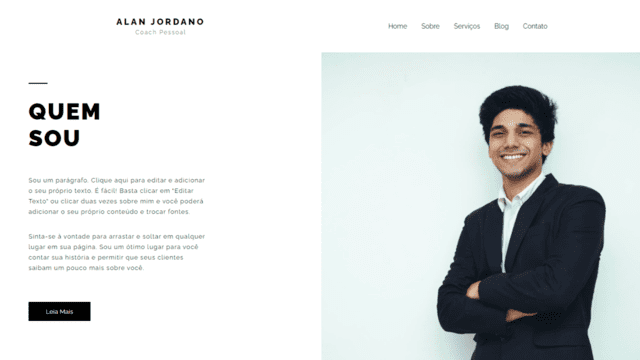 ALAN JORDANO
Coach Pessoal
Home Sobre Serviços Blog Contato
QUEM
SOU
Sou um parágrafo. Clique aqui para editar e adicionar
o seu próprio texto. É fácil! Basta clicar em "Editar
Texto" ou clicar duas vezes sobre mim e você poderá
adicionar o seu próprio conteúdo e trocar fontes.
Sinta-se à vontade para arrastar e soltar em qualquer
lugar em sua página. Sou um ótimo lugar para você
contar sua história e permitir que seus clientes
saibam um pouco mais sobre você.
Leia Mais